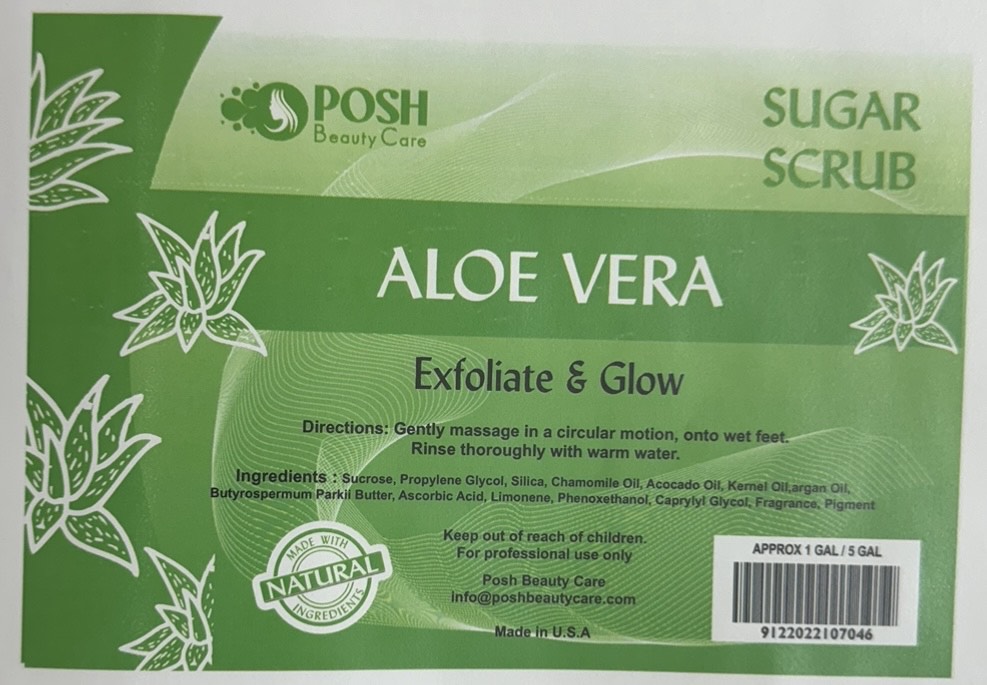 POSH
Beauty Care
SUGAR
SCRUB
ALOE VERA
Exfoliate & Glow
Directions: Gently massage in a circular motion, onto wet feet.
Rinse thoroughly with warm water.
Ingredients : Sucrose, Propylene Glycol, Silica, Chamomile Oil, Acocado Oil, Kernel Oil,argan Oil,
Butyrospermum Parkii Butter, Ascorbic Acid, Limonene, Phenoxethanol, Caprylyl Glycol, Fragrance, Pigment
MADE WITH
NATURAL
INGREDIENTS
Keep out of reach of children.
For professional use only
Posh Beauty Care
info@poshbeautycare.com
Made in U.S.A
APPROX 1 GAL / 5 GAL
9122022107046